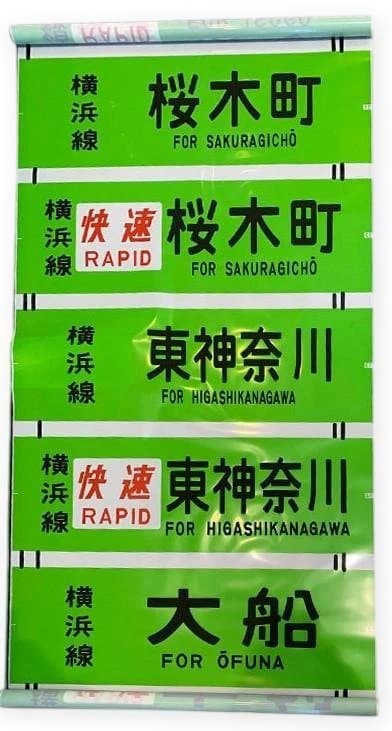 横浜線 桜木町
FOR SAKURAGICHŌ
横浜線 快速 桜木町
RAPID FOR SAKURAGICHŌ
横浜線 東神奈川
FOR HIGASHIKANAGAWA
横浜線 快速 東神奈川
RAPID FOR HIGASHIKANAGAWA
横浜線 大船
FOR ŌFUNA